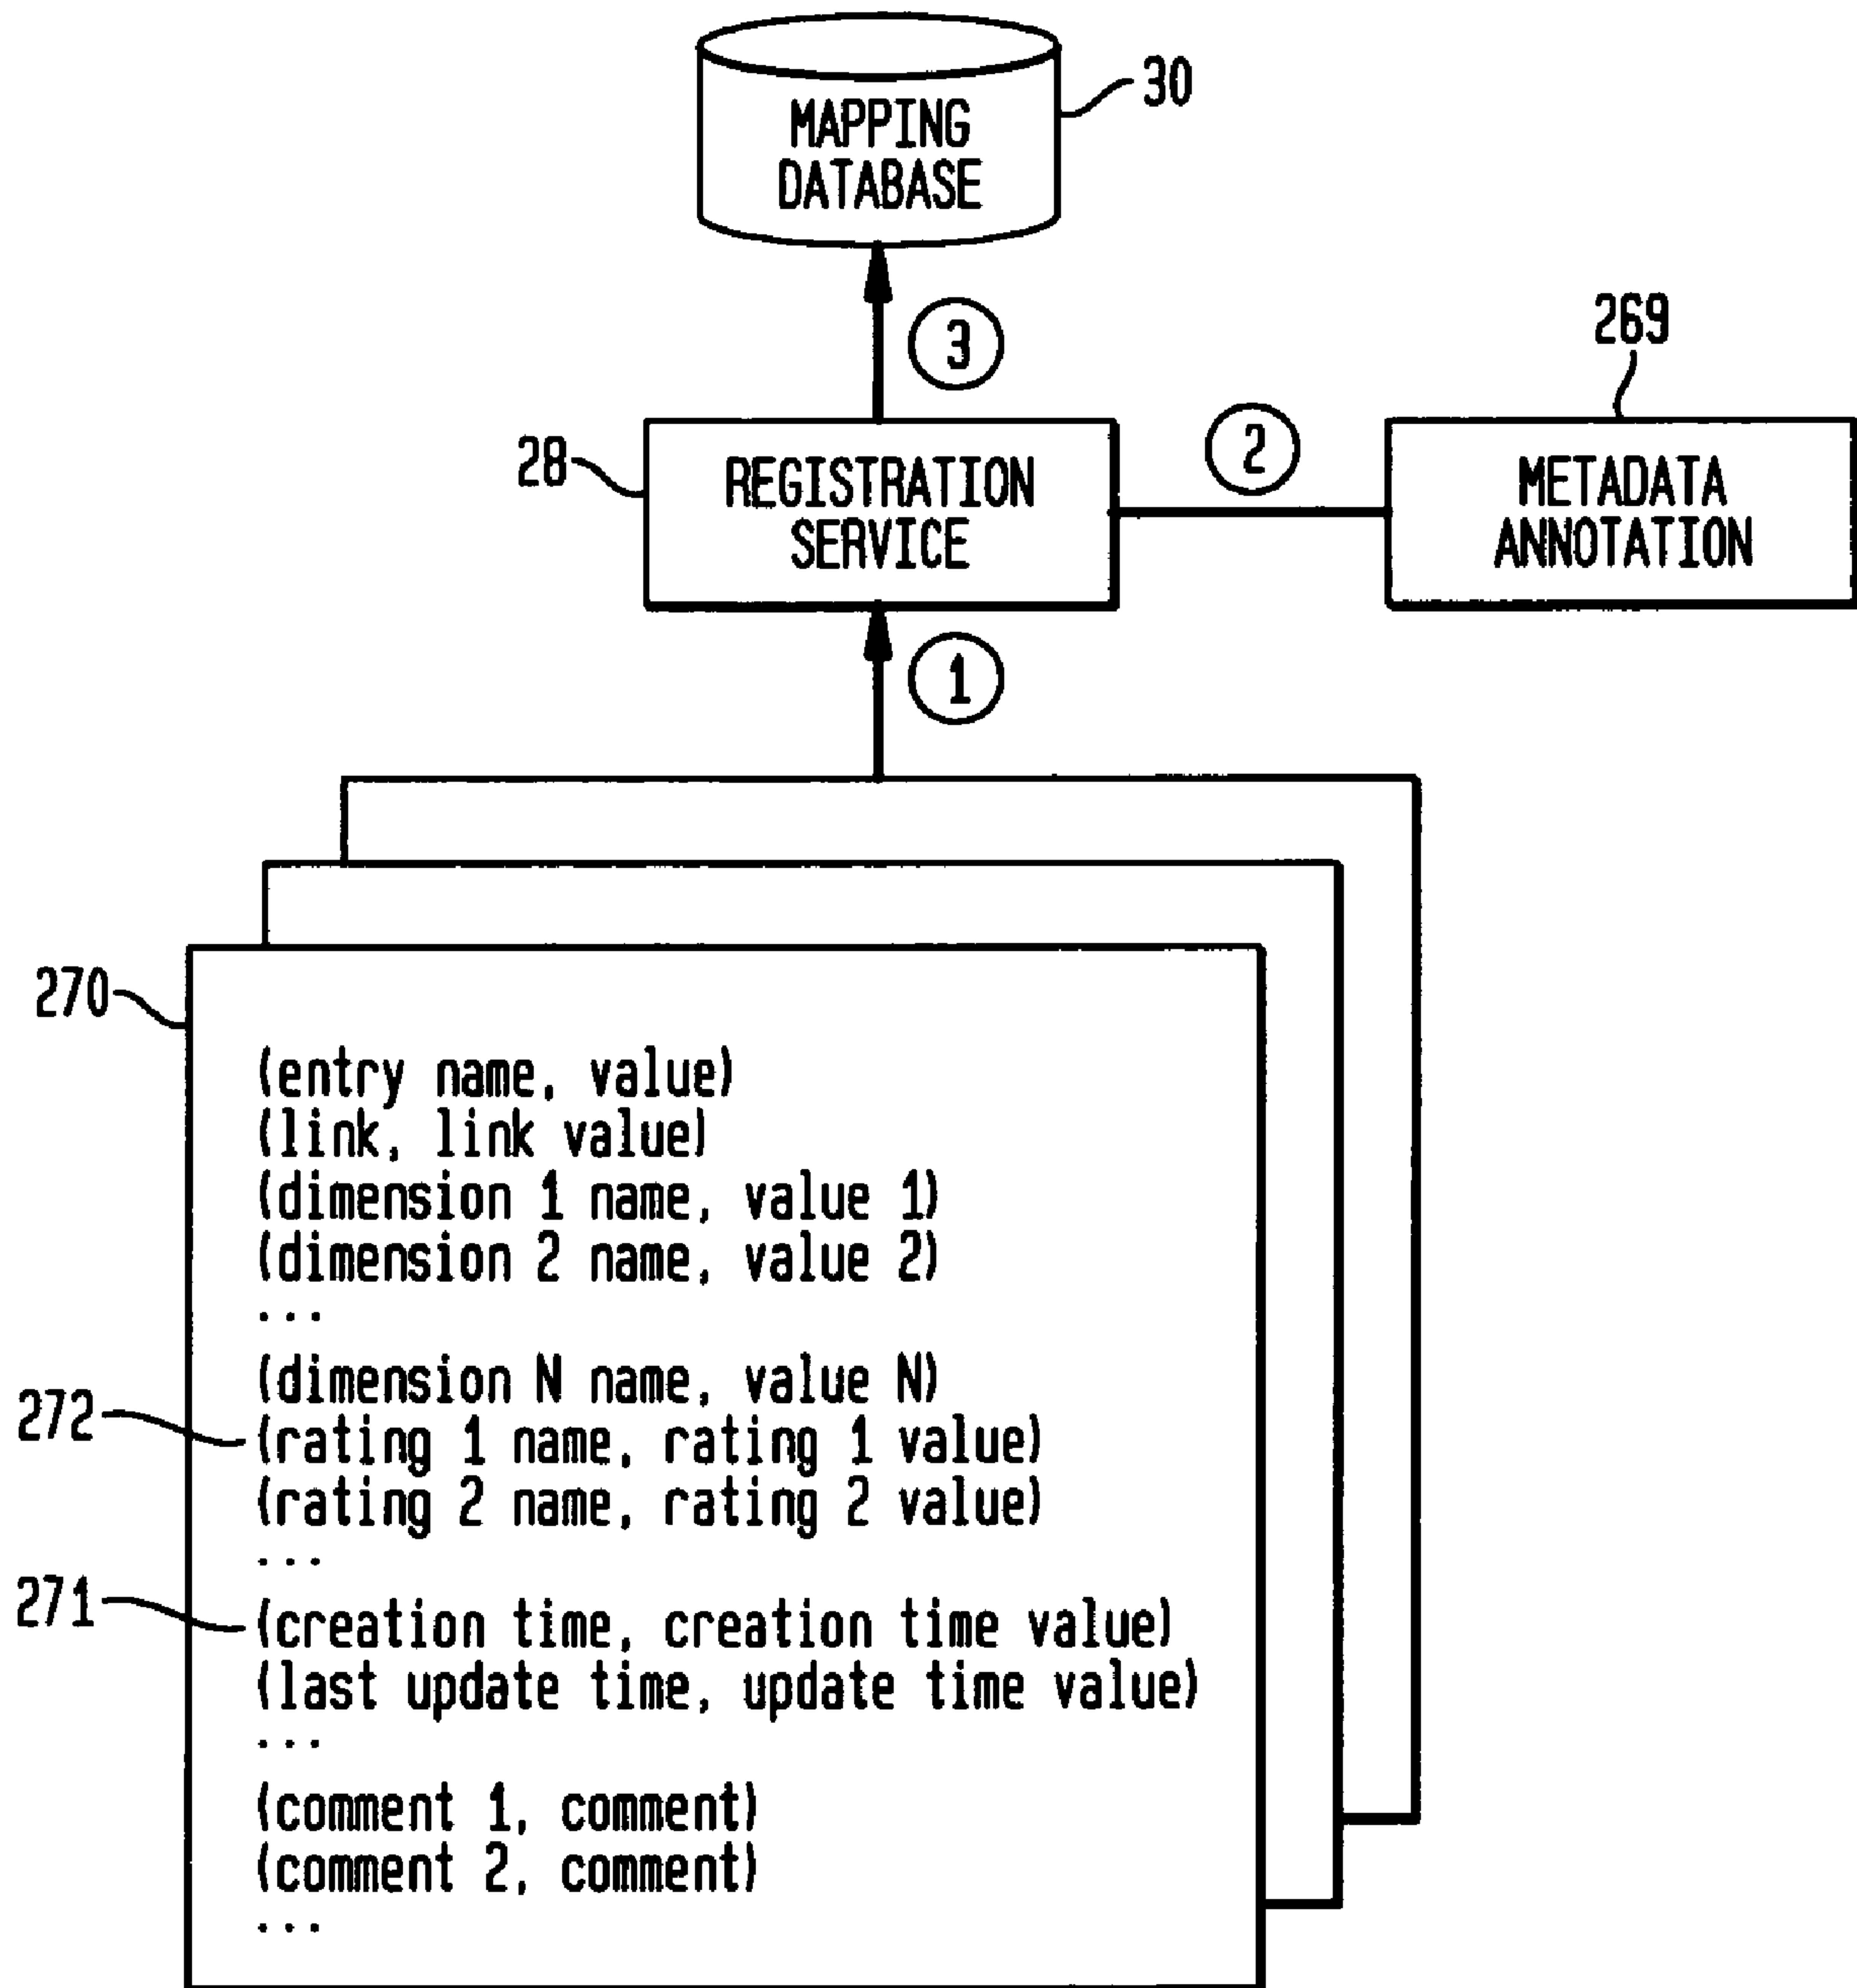 MAPPING
DATABASE
30
3
269
28
REGISTRATION
SERVICE
2
METADATA
ANNOTATION
1
270
(entry name, value)
(link, link value)
(dimension 1 name, value 1)
(dimension 2 name, value 2)
...
(dimension N name, value N)
272
(rating 1 name, rating 1 value)
(rating 2 name, rating 2 value)
...
271
(creation time, creation time value)
(last update time, update time value)
...
(comment 1, comment)
(comment 2, comment)
...